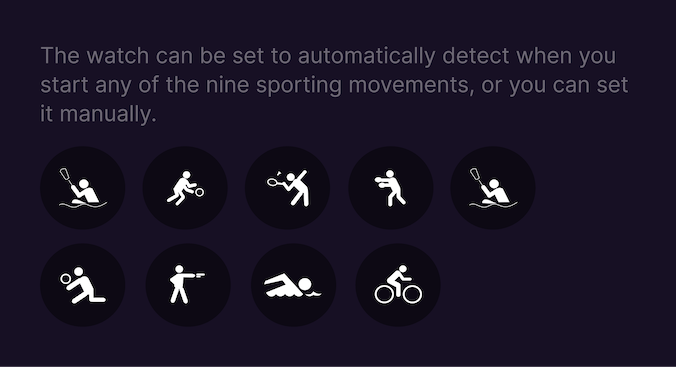 The watch can be set to automatically detect when you
start any of the nine sporting movements, or you can set
it manually.